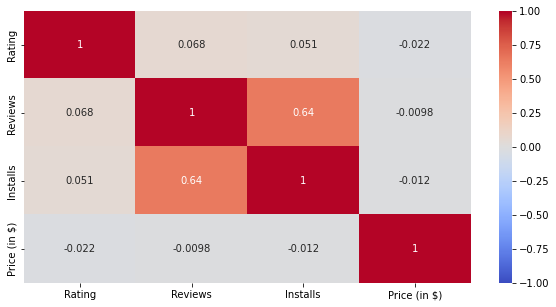 Rating 1 0.068 0.051 -0.022
Reviews 0.068 1 0.64 -0.0098
Installs 0.051 0.64 1 -0.012
Price (in $) -0.022 -0.0098 -0.012 1
Rating Reviews Installs Price (in $)
1.00
0.75
0.50
0.25
0.00
−0.25
−0.50
−0.75
−1.00